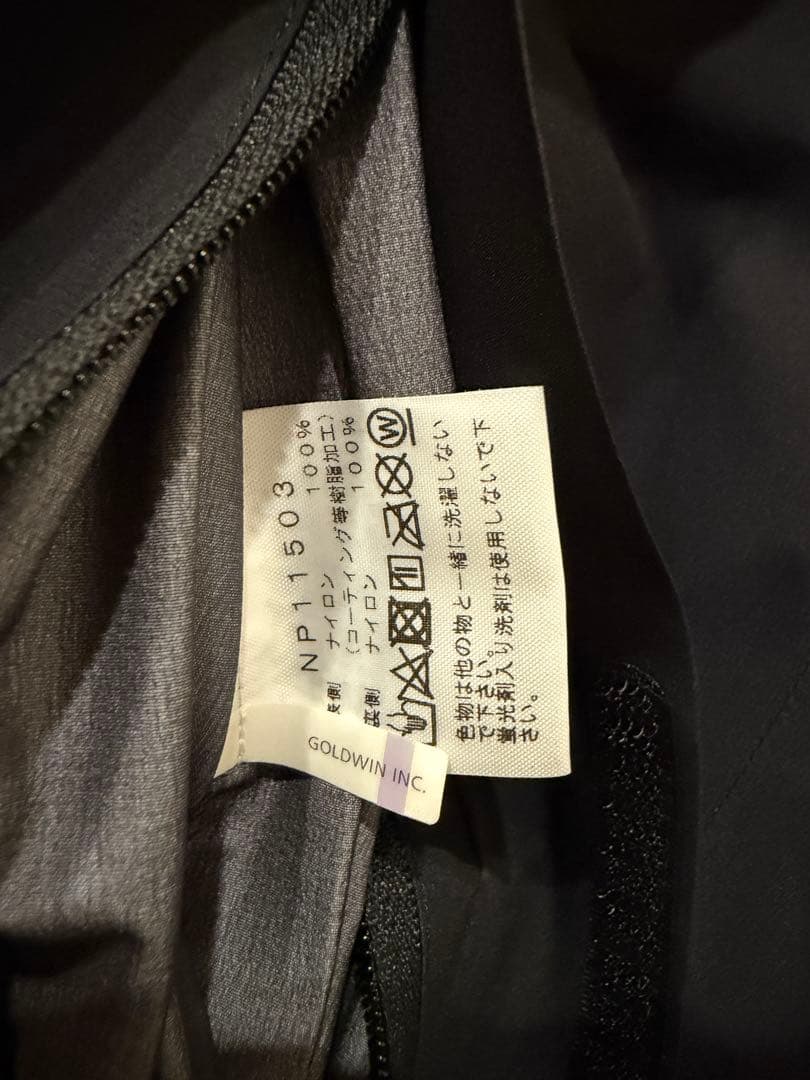 NP11503
表側 ナイロン 100%
(コーティング等樹脂加工)
裏側 ナイロン 100%
W
色物は他の物と一緒に洗濯しない
で下さい。
蛍光剤入り洗剤は使用しないで下
さい。
GOLDWIN INC.